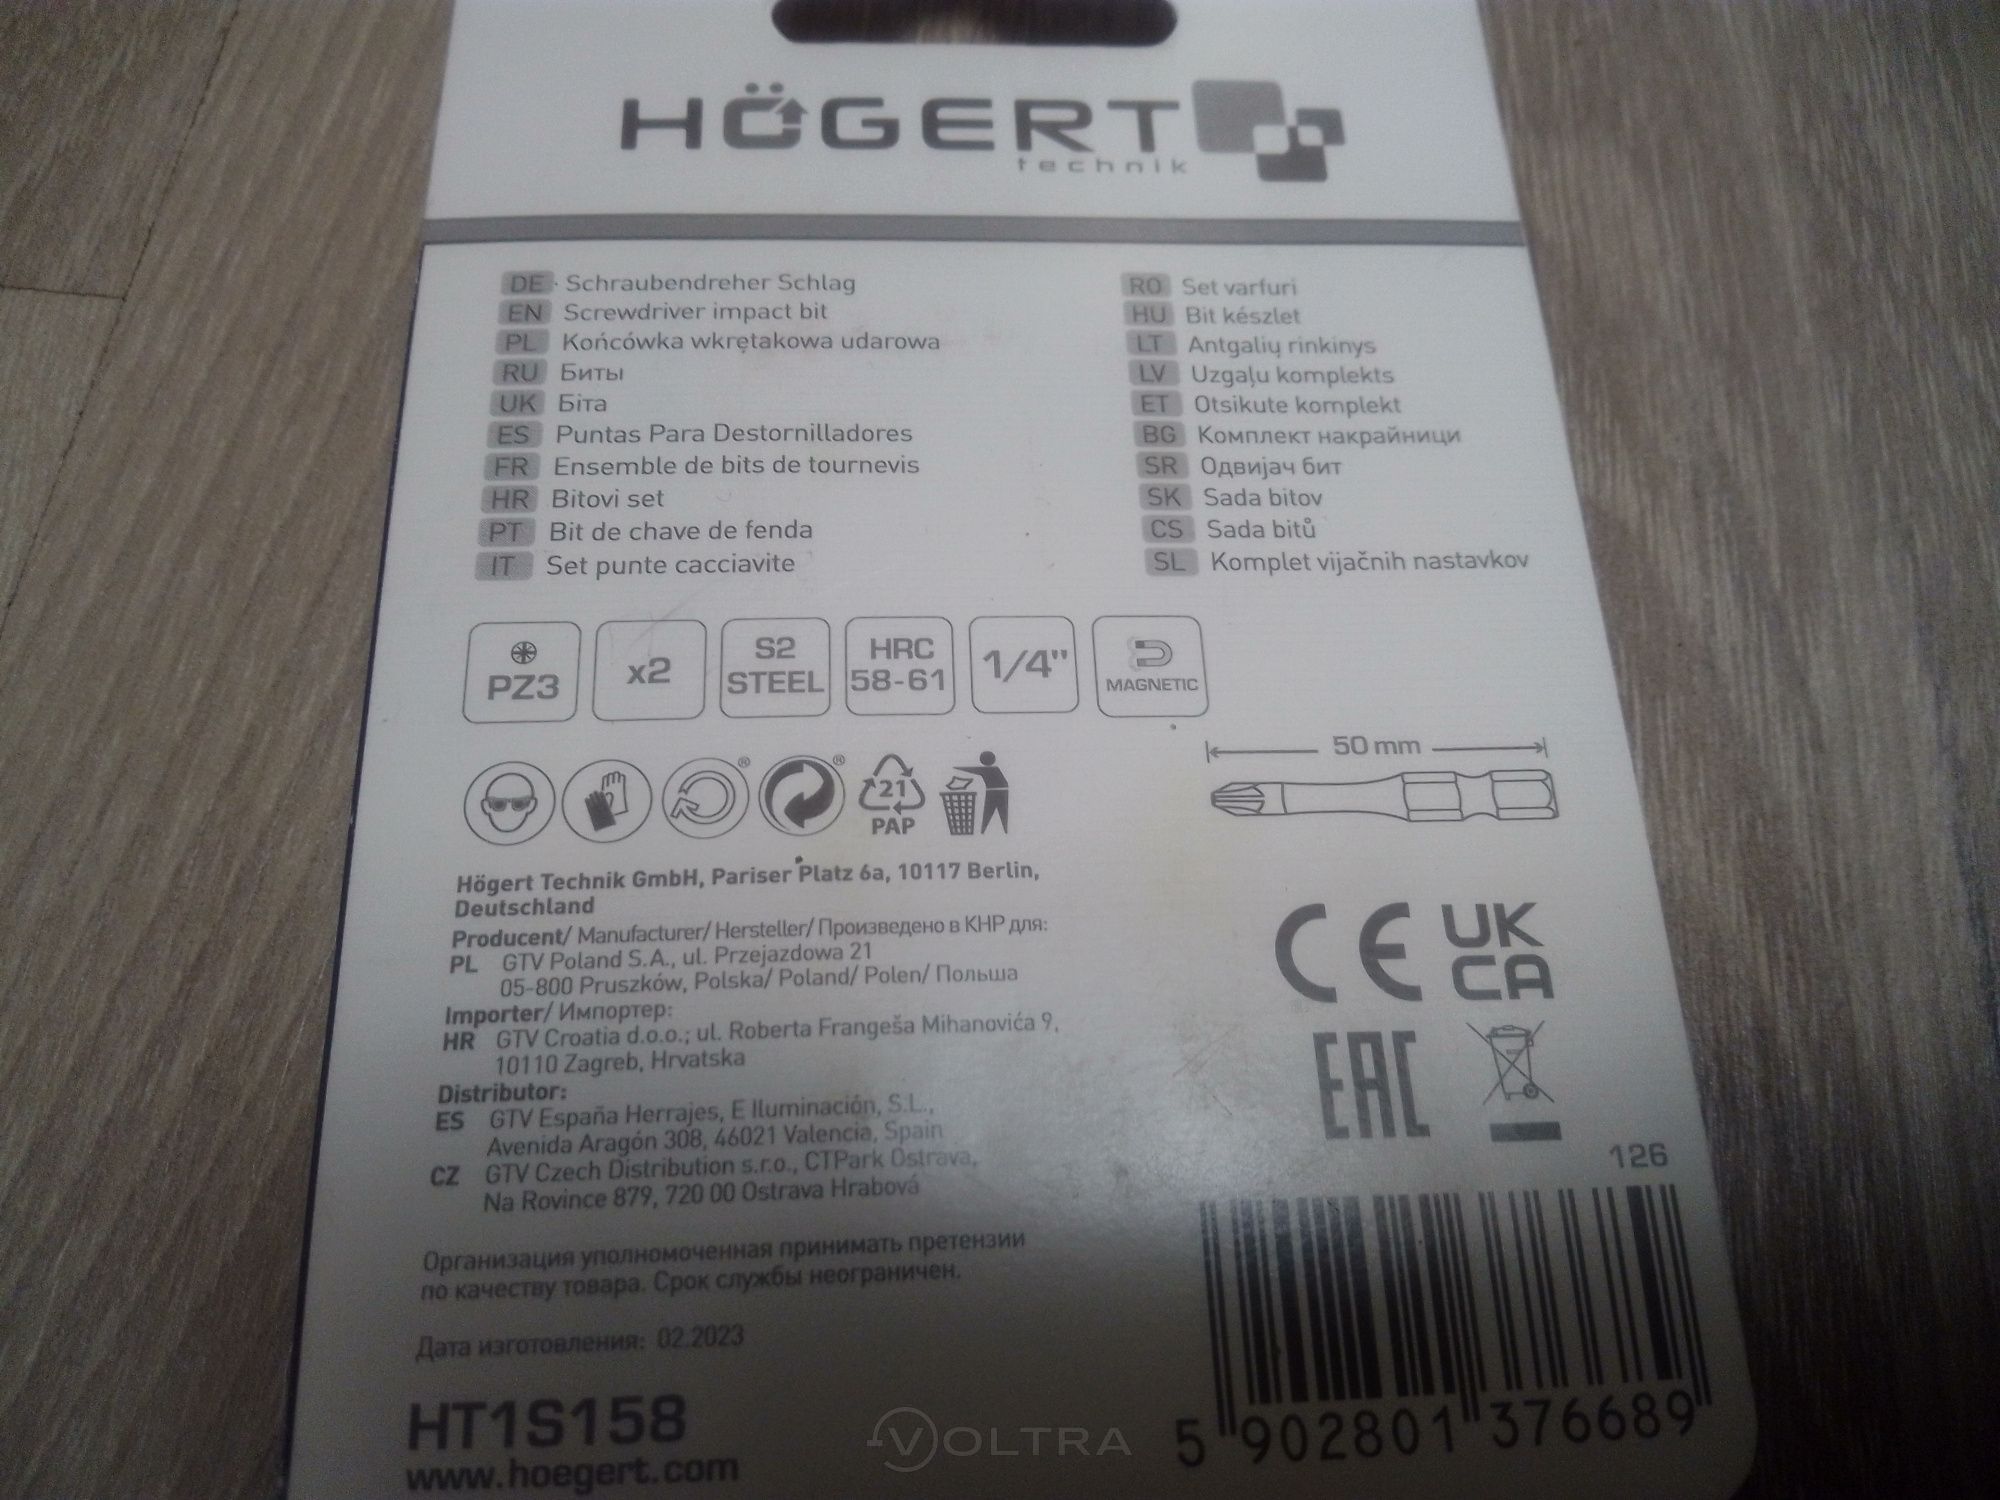 HÖGERT
technik
DE Schraubendreher Schlag
EN Screwdriver impact bit
PL Końcówka wkrętakowa udarowa
RU Биты
UK Біта
ES Puntas Para Destornilladores
FR Ensemble de bits de tournevis
HR Bitovi set
PT Bit de chave de fenda
IT Set punte cacciavite
RO Set varfuri
HU Bit készlet
LT Antgalių rinkinys
LV Uzgaļu komplekts
ET Otsikute komplekt
BG Комплект накрайници
SR Одвијач бит
SK Sada bitov
CS Sada bitů
SL Komplet vijačnih nastavkov
PZ3
x2
S2
STEEL
HRC
58-61
1/4"
MAGNETIC
50 mm
®
®
21
PAP
Högert Technik GmbH, Pariser Platz 6a, 10117 Berlin,
Deutschland
Producent/ Manufacturer/ Hersteller/ Произведено в КНР для:
PL GTV Poland S.A., ul. Przejazdowa 21
05-800 Pruszków, Polska/ Poland/ Polen/ Польша
Importer/ Импортер:
HR GTV Croatia d.o.o.; ul. Roberta Frangeša Mihanovića 9,
10110 Zagreb, Hrvatska
Distributor:
ES GTV España Herrajes, E Iluminación, S.L.,
Avenida Aragón 308, 46021 Valencia, Spain
CZ GTV Czech Distribution s.r.o., CTPark Ostrava,
Na Rovince 879, 720 00 Ostrava Hrabová
CE
UK
CA
EAC
126
Организация уполномоченная принимать претензии
по качеству товара. Срок службы неограничен.
Дата изготовления: 02.2023
HT1S158
www.hoegert.com
5 902801 376689
VOLTRA